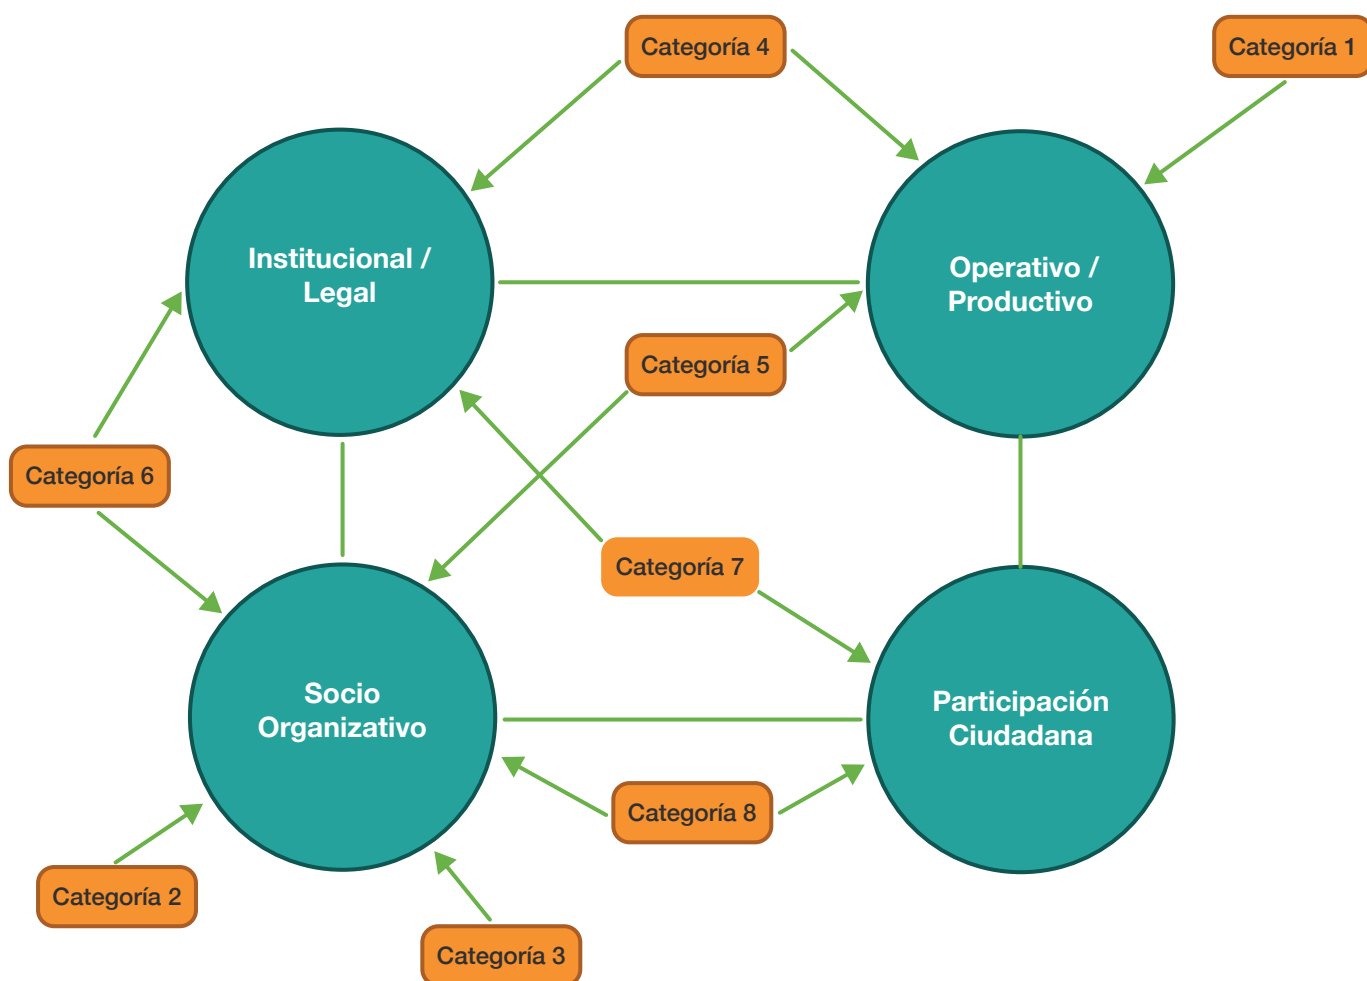 Categoría 4
Categoría 1
Institucional /
Legal
Operativo /
Productivo
Categoría 5
Categoría 6
Categoría 7
Socio
Organizativo
Participación
Ciudadana
Categoría 8
Categoría 2
Categoría 3